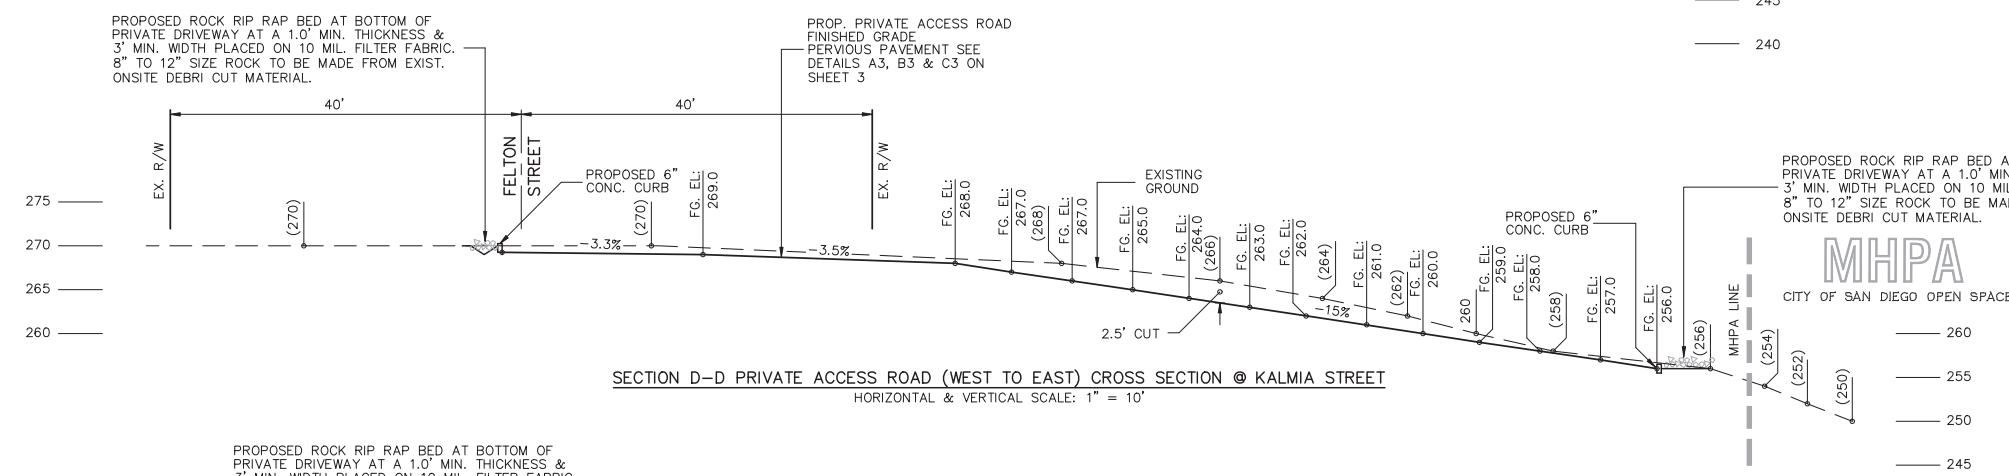 PROPOSED ROCK RIP RAP BED AT BOTTOM OF
PRIVATE DRIVEWAY AT A 1.0' MIN. THICKNESS &
3' MIN. WIDTH PLACED ON 10 MIL. FILTER FABRIC.
8" TO 12" SIZE ROCK TO BE MADE FROM EXIST.
ONSITE DEBRI CUT MATERIAL.
PROP. PRIVATE ACCESS ROAD
FINISHED GRADE
PERVIOUS PAVEMENT SEE
DETAILS A3, B3 & C3 ON
SHEET 3
245
240
40'
40'
EX. R/W
FELTON
STREET
EX. R/W
PROPOSED 6"
CONC. CURB
EXISTING
GROUND
PROPOSED 6"
CONC. CURB
PROPOSED ROCK RIP RAP BED A
PRIVATE DRIVEWAY AT A 1.0' MIN
3' MIN. WIDTH PLACED ON 10 MIL
8" TO 12" SIZE ROCK TO BE MA
ONSITE DEBRI CUT MATERIAL.
MHPA
CITY OF SAN DIEGO OPEN SPACE
MHPA LINE
275
270
265
260
(270)
(270)
FG. EL:
269.0
FG. EL:
268.0
FG. EL:
267.0
(268)
FG. EL:
267.0
FG. EL:
265.0
FG. EL:
264.0
(266)
FG. EL:
263.0
FG. EL:
262.0
(264)
FG. EL:
261.0
(262)
FG. EL:
260.0
260
FG. EL:
259.0
FG. EL:
258.0
(258)
FG. EL:
257.0
FG. EL:
256.0
(256)
(254)
(252)
(250)
-3.3%
-3.5%
-15%
2.5' CUT
260
255
250
245
SECTION D-D PRIVATE ACCESS ROAD (WEST TO EAST) CROSS SECTION @ KALMIA STREET
HORIZONTAL & VERTICAL SCALE: 1" = 10'
PROPOSED ROCK RIP RAP BED AT BOTTOM OF
PRIVATE DRIVEWAY AT A 1.0' MIN. THICKNESS &
3' MIN. WIDTH PLACED ON 10 MIL. FILTER FABRIC